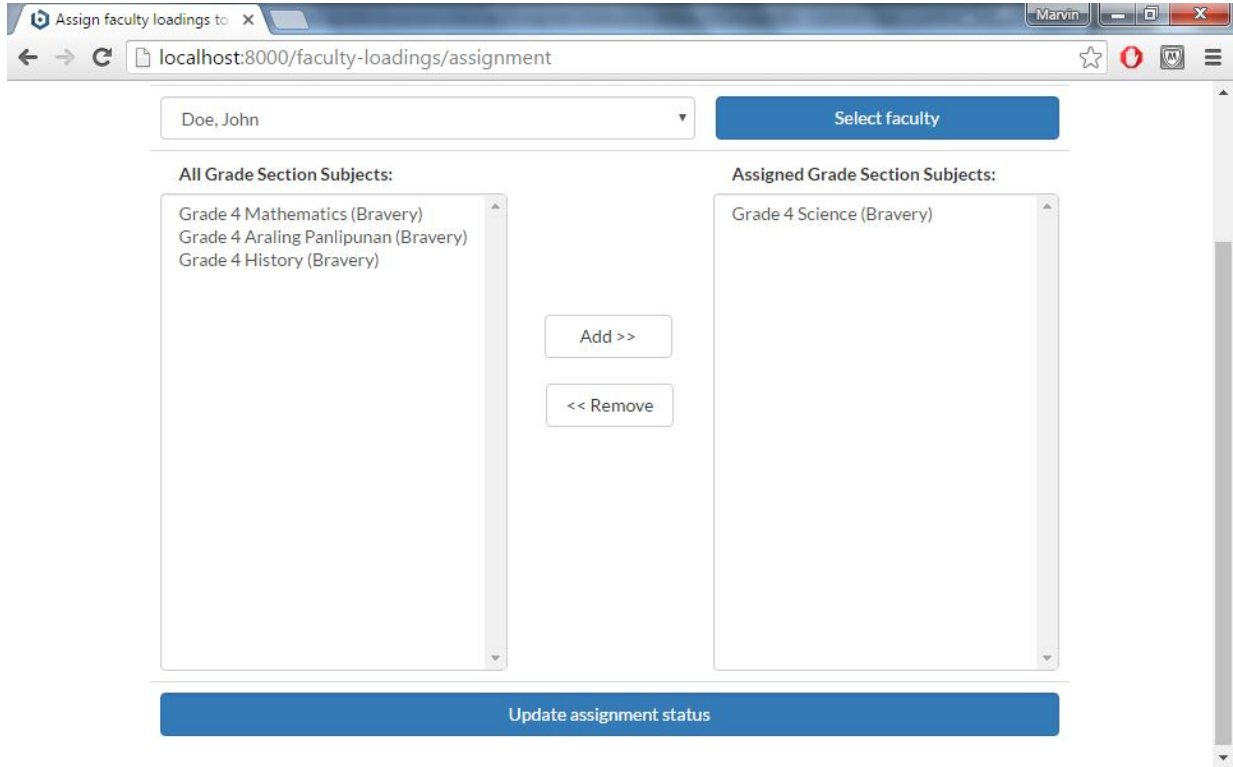 Assign faculty loadings to
Marvin
localhost:8000/faculty-loadings/assignment
Doe, John
Select faculty
All Grade Section Subjects:
Assigned Grade Section Subjects:
Grade 4 Mathematics (Bravery)
Grade 4 Araling Panlipunan (Bravery)
Grade 4 History (Bravery)
Grade 4 Science (Bravery)
Add >>
<< Remove
Update assignment status